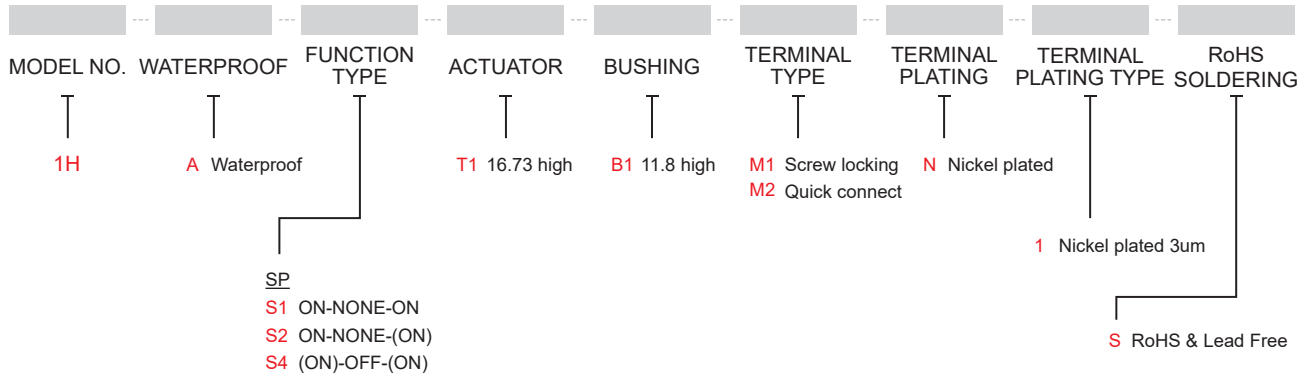 MODEL NO.
WATERPROOF
FUNCTION
TYPE
ACTUATOR
BUSHING
TERMINAL
TYPE
TERMINAL
PLATING
TERMINAL
PLATING TYPE
RoHS
SOLDERING
1H
A Waterproof
T1 16.73 high
B1 11.8 high
M1 Screw locking
M2 Quick connect
N Nickel plated
1 Nickel plated 3um
SP
S1 ON-NONE-ON
S2 ON-NONE-(ON)
S4 (ON)-OFF-(ON)
S RoHS & Lead Free